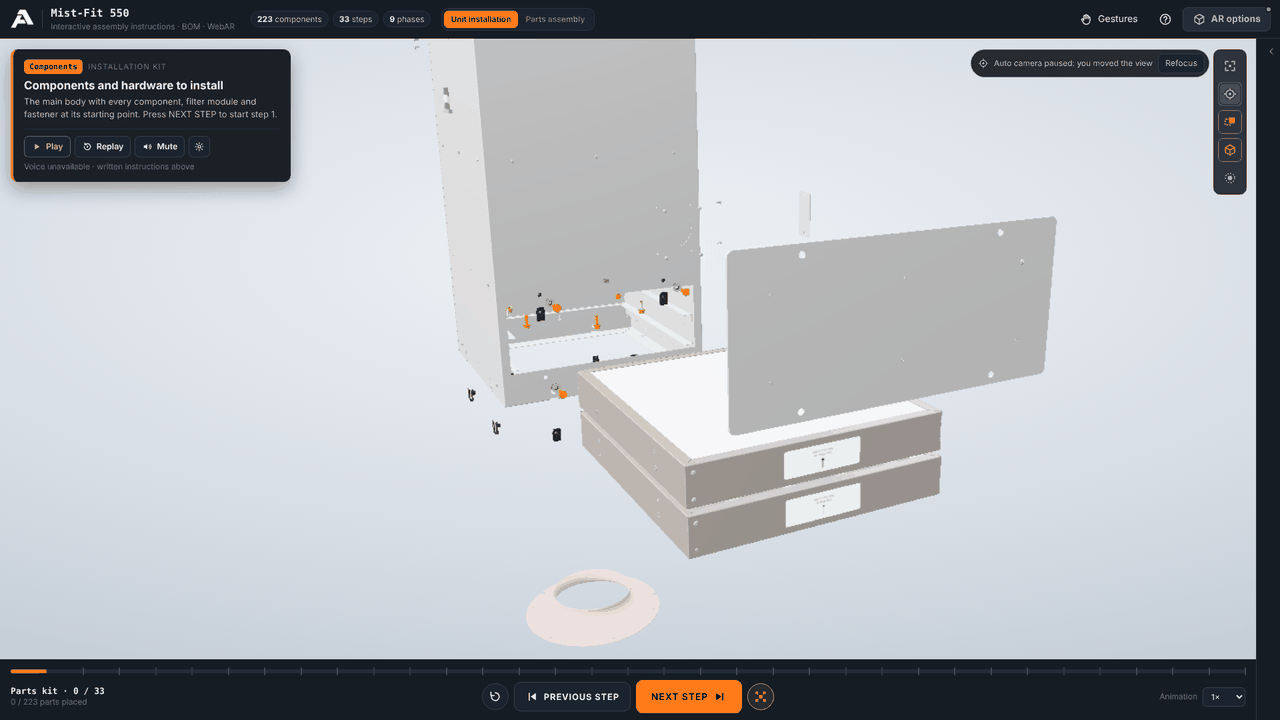 Mist-Fit 550
Interactive assembly instructions · BOM · WebAR
223 components
33 steps
9 phases
Unit installation
Parts assembly
Gestures
AR options
Components
INSTALLATION KIT
Components and hardware to install
The main body with every component, filter module and
fastener at its starting point. Press NEXT STEP to start step 1.
Play
Replay
Mute
Voice unavailable · written instructions above
Auto camera paused: you moved the view
Refocus
Parts kit · 0 / 33
0 / 223 parts placed
PREVIOUS STEP
NEXT STEP
Animation
1×